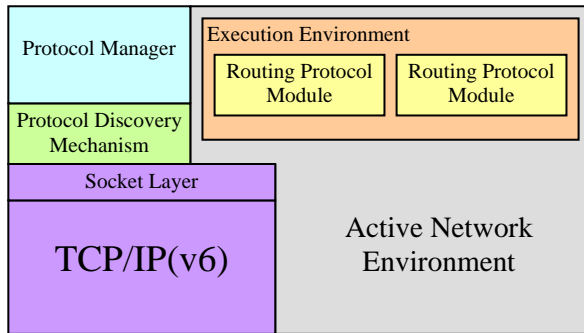 Protocol Manager
Execution Environment
Routing Protocol
Module
Routing Protocol
Module
Protocol Discovery
Mechanism
Socket Layer
TCP/IP(v6)
Active Network
Environment